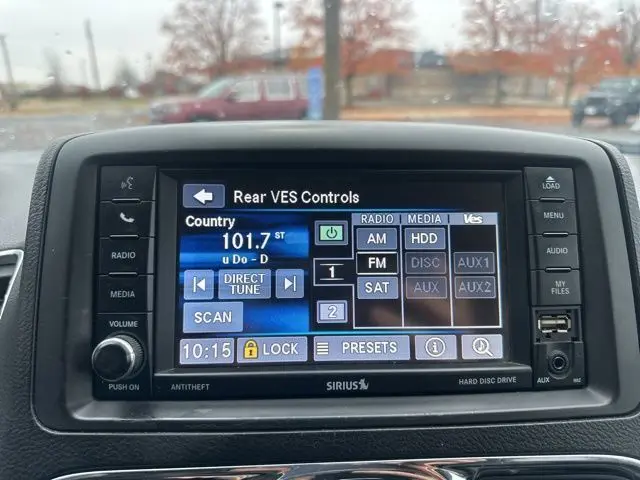 Rear VES Controls
LOAD
MENU
AUDIO
MY
FILES
AUX
RADIO
MEDIA
VOLUME
PUSH ON
ANTITHEFT
SIRIUS
HARD DISC DRIVE
Country
101.7 ST
u Do - D
DIRECT
TUNE
SCAN
1
2
RADIO MEDIA Ves
AM HDD
FM DISC AUX1
SAT AUX AUX2
10:15 LOCK PRESETS